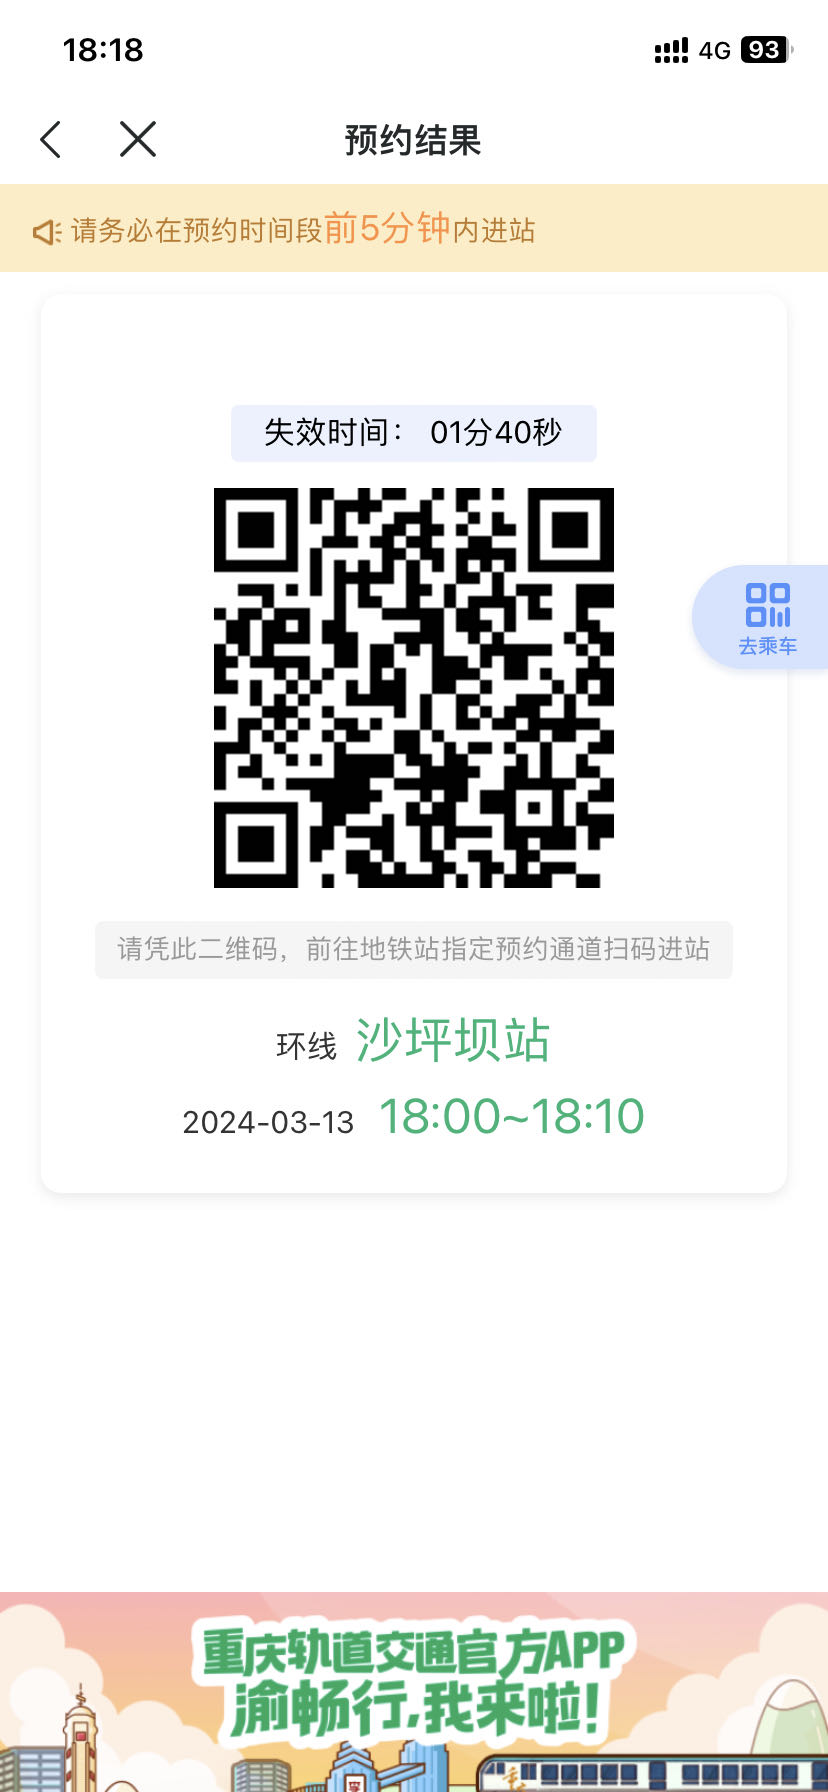 18:18 4G 93
预约结果
请务必在预约时间段前5分钟内进站
失效时间： 01分40秒
去乘车
请凭此二维码，前往地铁站指定预约通道扫码进站
环线 沙坪坝站
2024-03-13 18:00~18:10
重庆轨道交通官方APP
渝畅行,我来啦!